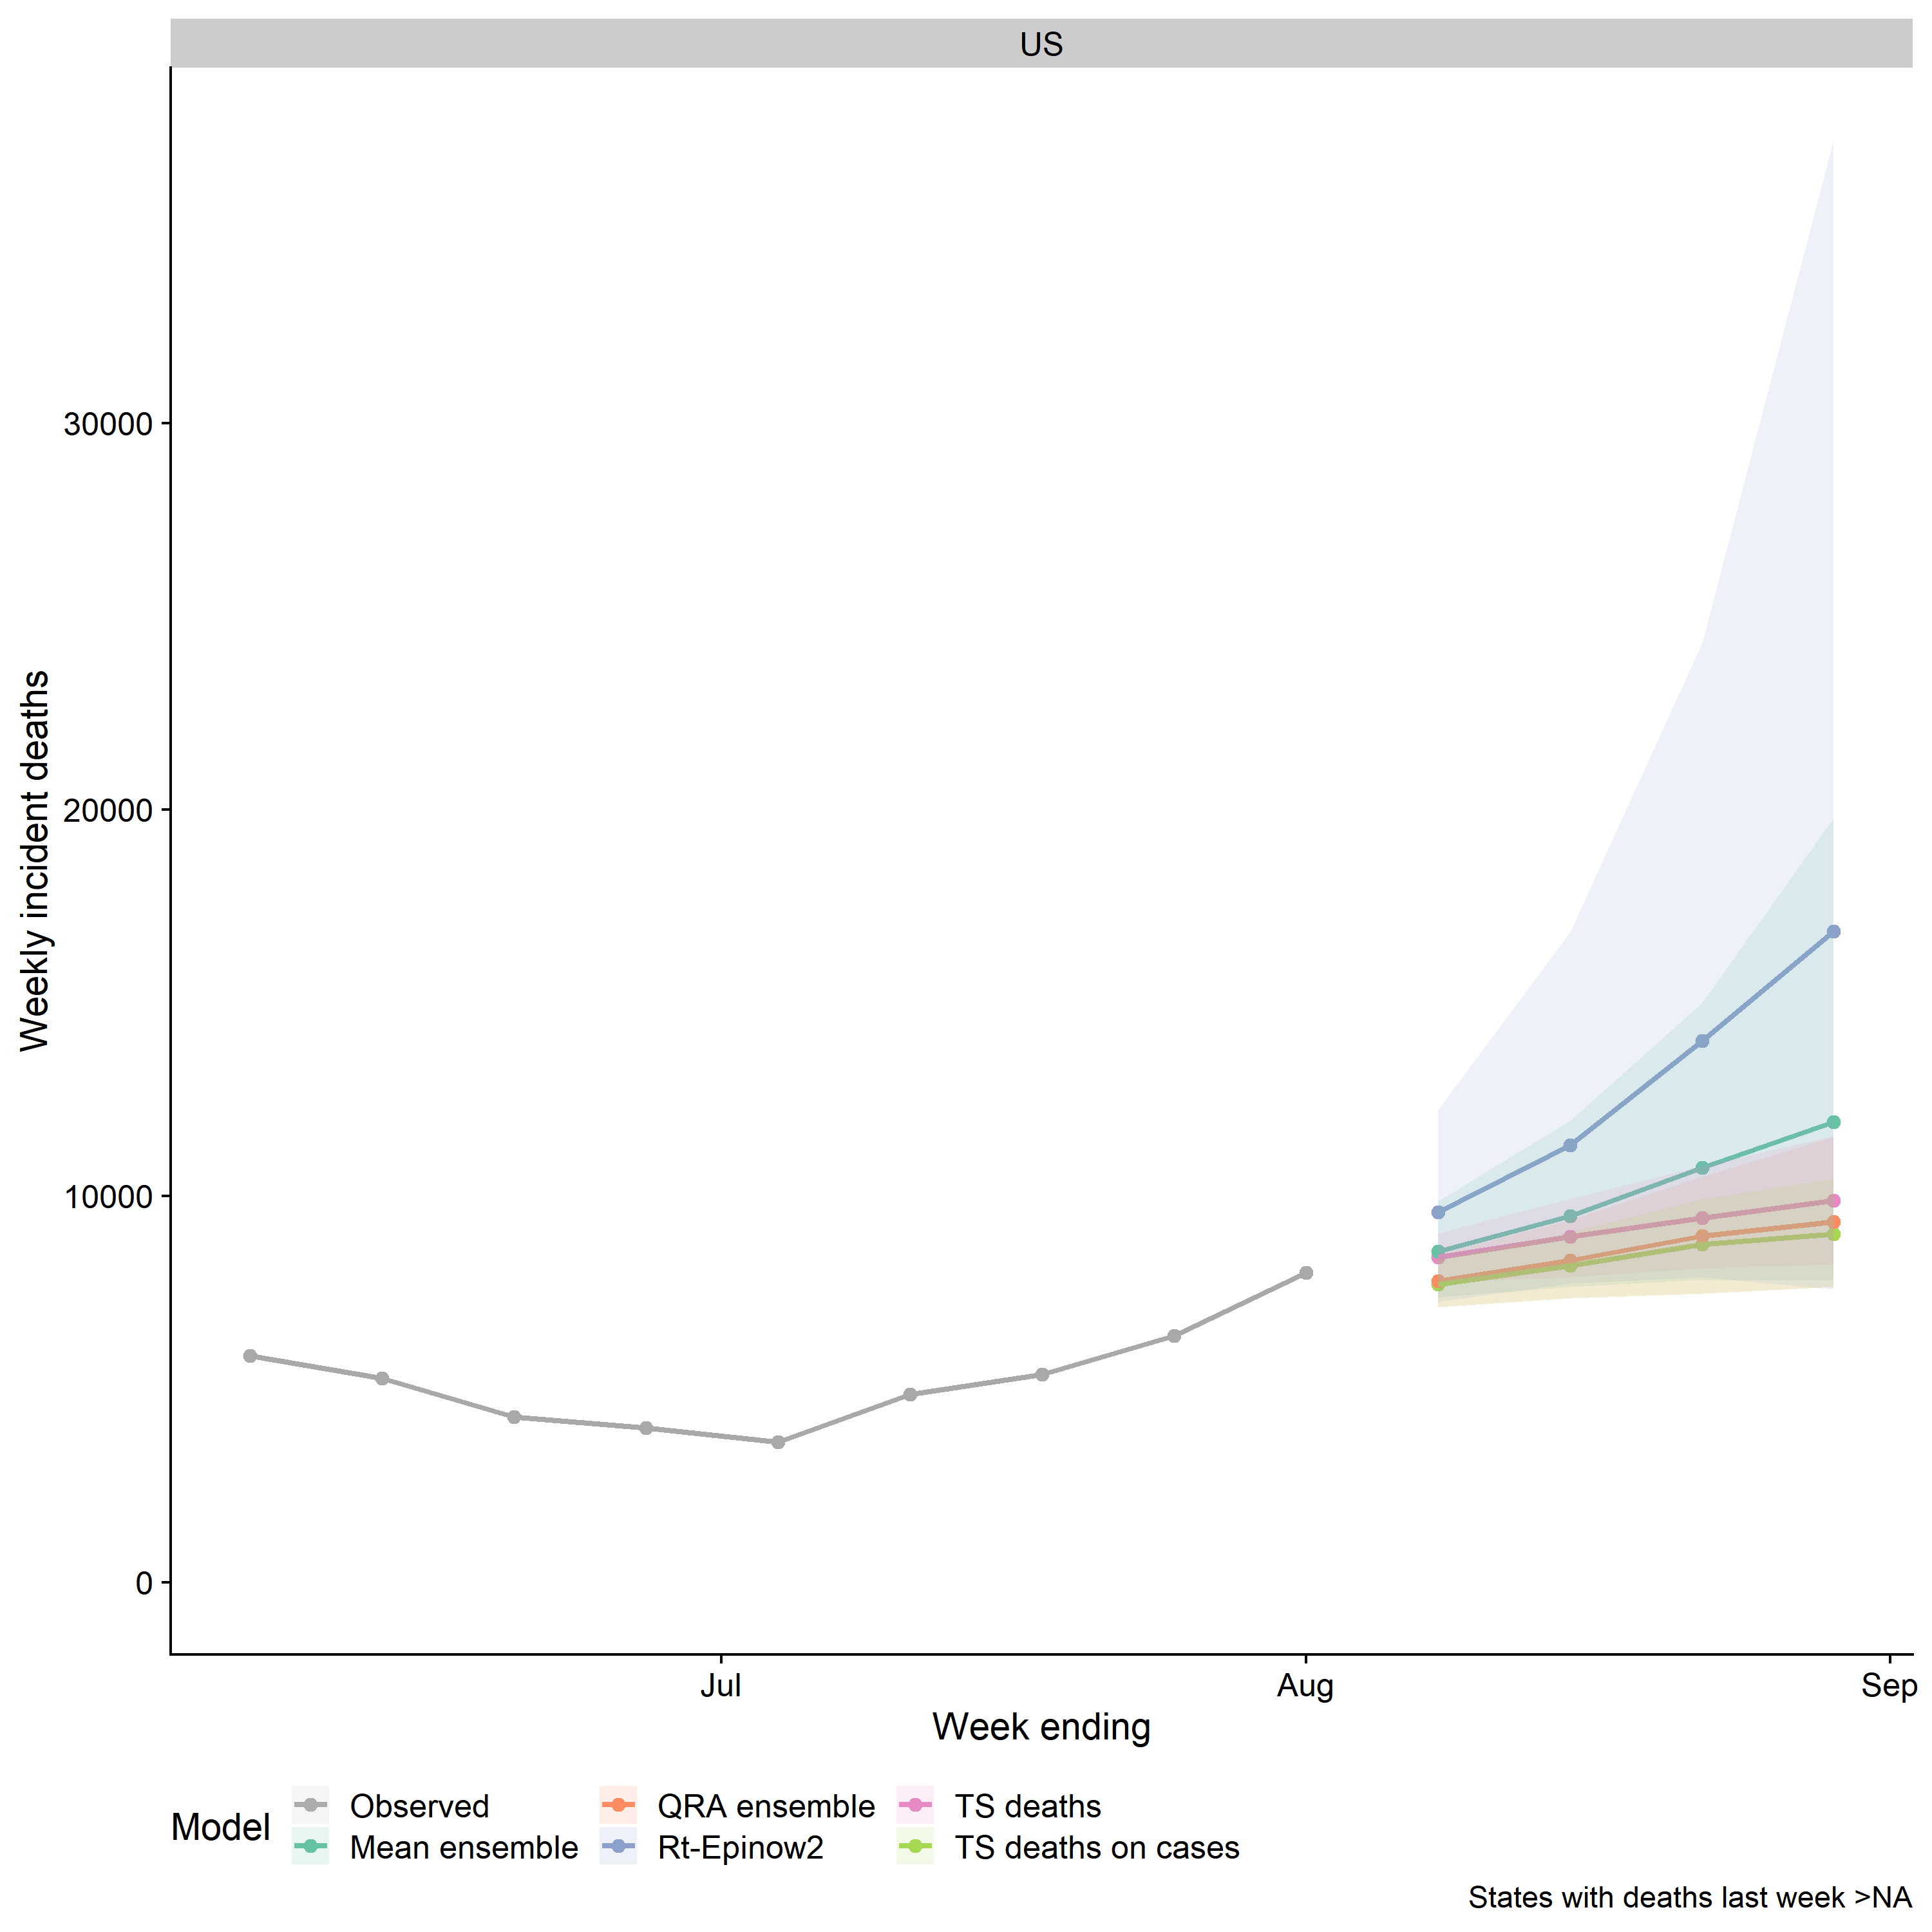 US
Weekly incident deaths
30000
20000
10000
0
Jul Aug Sep
Week ending
Model
Observed QRA ensemble TS deaths
Mean ensemble Rt-Epinow2 TS deaths on cases
States with deaths last week >NA